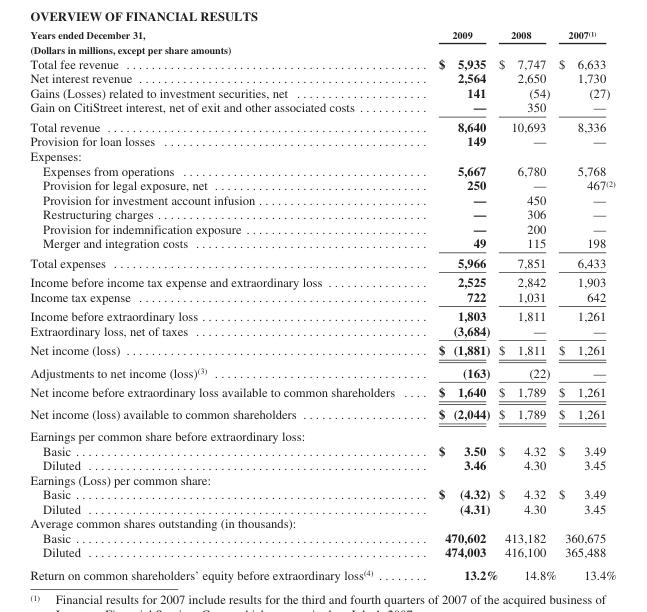 OVERVIEW OF FINANCIAL RESULTS
Years ended December 31, 2009 2008 2007(1)
(Dollars in millions, except per share amounts)
Total fee revenue $ 5,935 $ 7,747 $ 6,633
Net interest revenue 2,564 2,650 1,730
Gains (Losses) related to investment securities, net 141 (54) (27)
Gain on CitiStreet interest, net of exit and other associated costs — 350 —
Total revenue 8,640 10,693 8,336
Provision for loan losses 149 — —
Expenses:
Expenses from operations 5,667 6,780 5,768
Provision for legal exposure, net 250 — 467(2)
Provision for investment account infusion — 450 —
Restructuring charges — 306 —
Provision for indemnification exposure — 200 —
Merger and integration costs 49 115 198
Total expenses 5,966 7,851 6,433
Income before income tax expense and extraordinary loss 2,525 2,842 1,903
Income tax expense 722 1,031 642
Income before extraordinary loss 1,803 1,811 1,261
Extraordinary loss, net of taxes (3,684) — —
Net income (loss) $ (1,881) $ 1,811 $ 1,261
Adjustments to net income (loss)(3) (163) (22) —
Net income before extraordinary loss available to common shareholders $ 1,640 $ 1,789 $ 1,261
Net income (loss) available to common shareholders $ (2,044) $ 1,789 $ 1,261
Earnings per common share before extraordinary loss:
Basic $ 3.50 $ 4.32 $ 3.49
Diluted 3.46 4.30 3.45
Earnings (Loss) per common share:
Basic $ (4.32) $ 4.32 $ 3.49
Diluted (4.31) 4.30 3.45
Average common shares outstanding (in thousands):
Basic 470,602 413,182 360,675
Diluted 474,003 416,100 365,488
Return on common shareholders' equity before extraordinary loss(4) 13.2% 14.8% 13.4%
(1) Financial results for 2007 include results for the third and fourth quarters of 2007 of the acquired business of